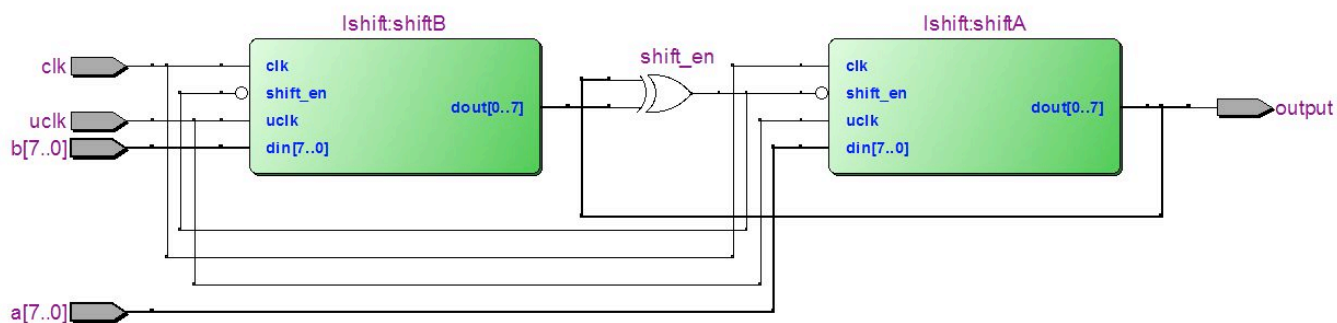 lshift:shiftB
lshift:shiftA
shift_en
clk
uclk
b[7..0]
a[7..0]
clk
shift_en
uclk
din[7..0]
dout[0..7]
clk
shift_en
uclk
din[7..0]
dout[0..7]
output